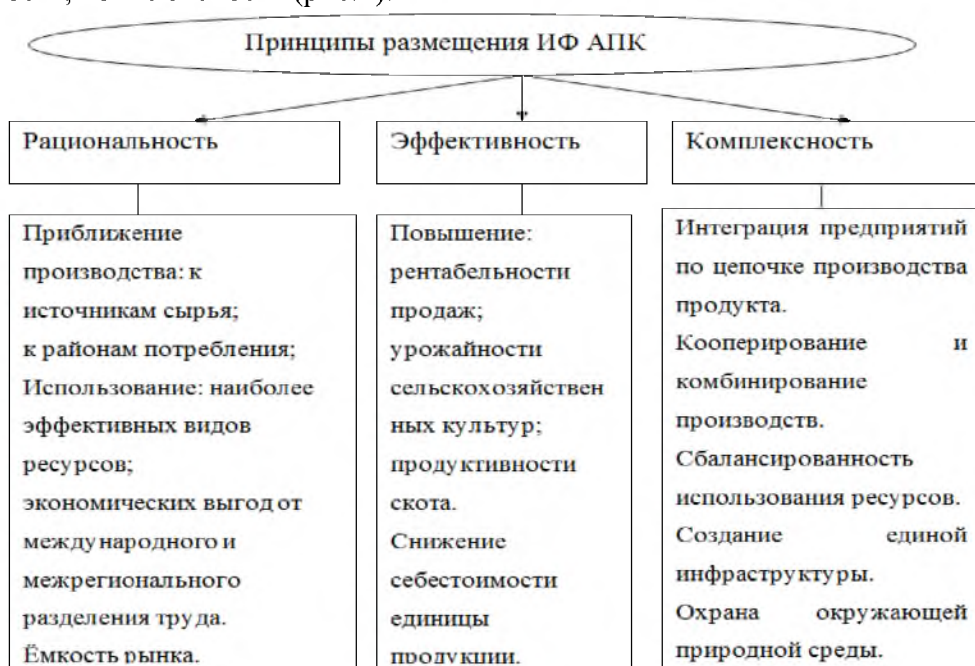 Принципы размещения ИФ АПК
Рациональность
Эффективность
Комплексность
Приближение
производства: к
источникам сырья;
к районам потребления;
Использование: наиболее
эффективных видов
ресурсов;
экономических выгод от
международного и
межрегионального
разделения труда.
Ёмкость рынка.
Повышение:
рентабельности
продаж;
урожайности
сельскохозяйствен
ных культур;
продуктивности
скота.
Снижение
себестоимости
единицы
продукции.
Интеграция предприятий
по цепочке производства
продукта.
Кооперирование и
комбинирование
производств.
Сбалансированность
использования ресурсов.
Создание единой
инфраструктуры.
Охрана окружающей
природной среды.